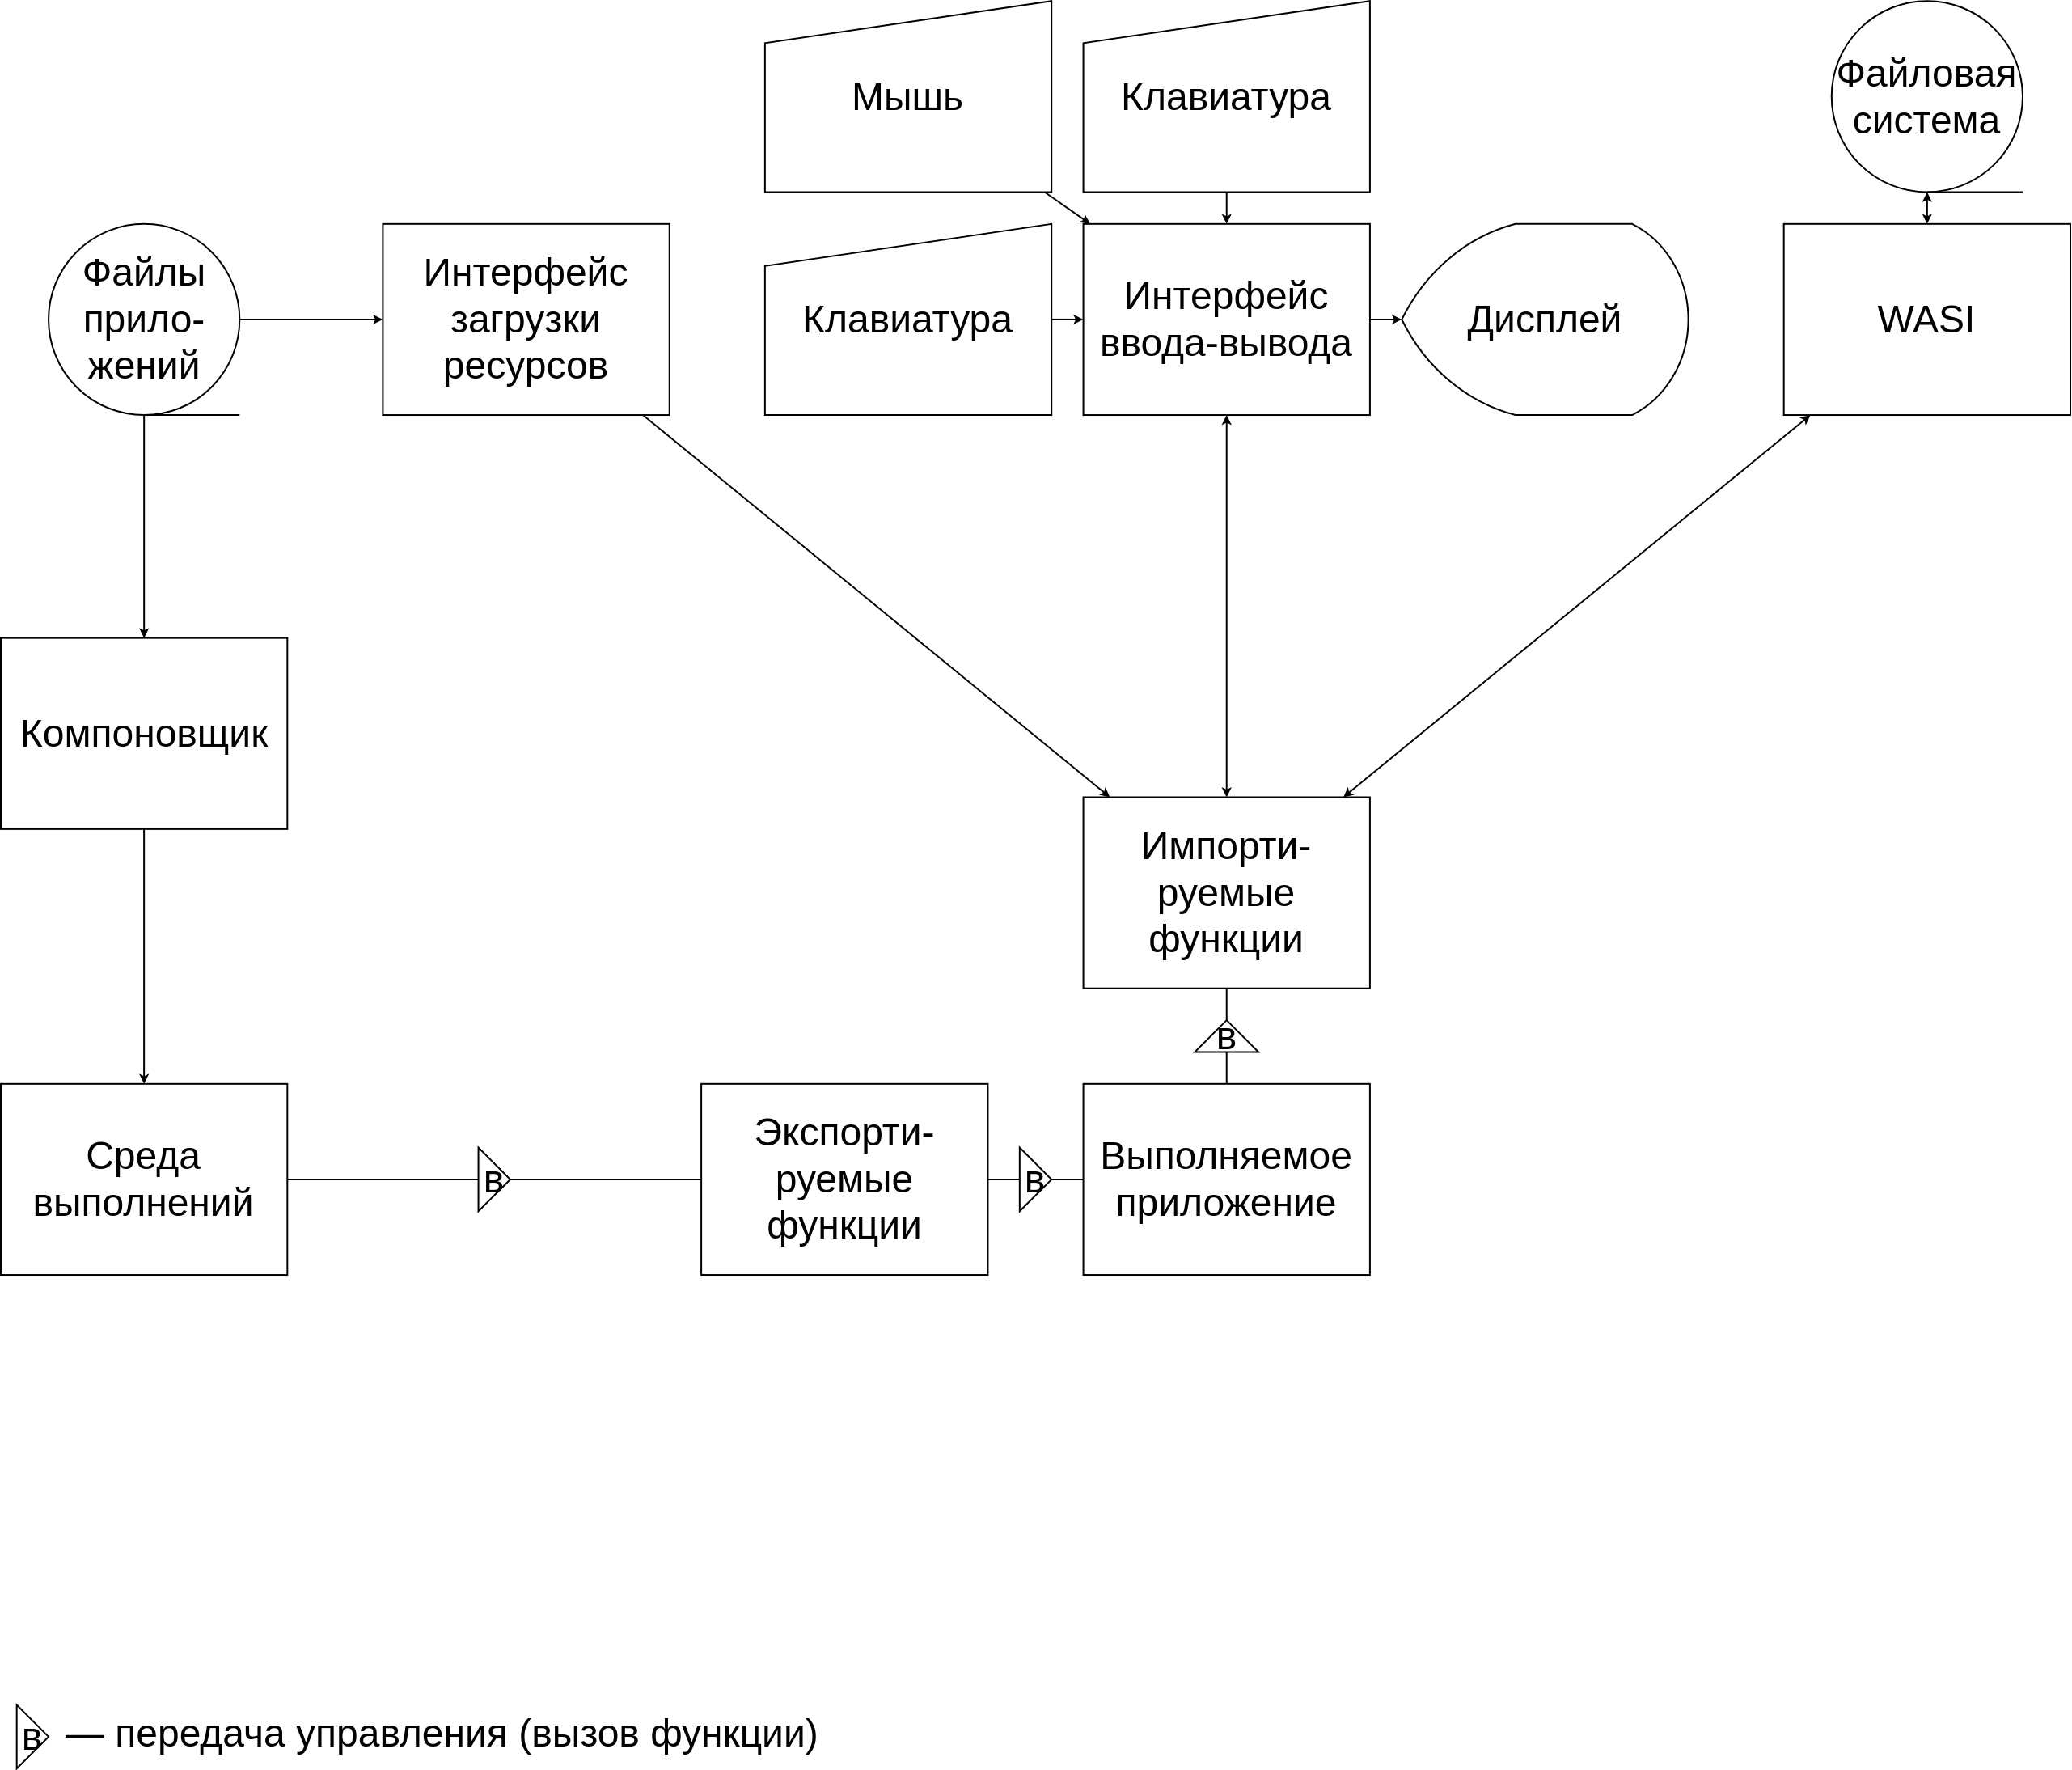 Мышь
Клавиатура
Файловая
система
Файлы
прило-
жений
Интерфейс
загрузки
ресурсов
Клавиатура
Интерфейс
ввода-вывода
Дисплей
WASI
Компоновщик
Импорти-
руемые
функции
в
Среда
выполнений
в
Экспорти-
руемые
функции
в
Выполняемое
приложение
в — передача управления (вызов функции)